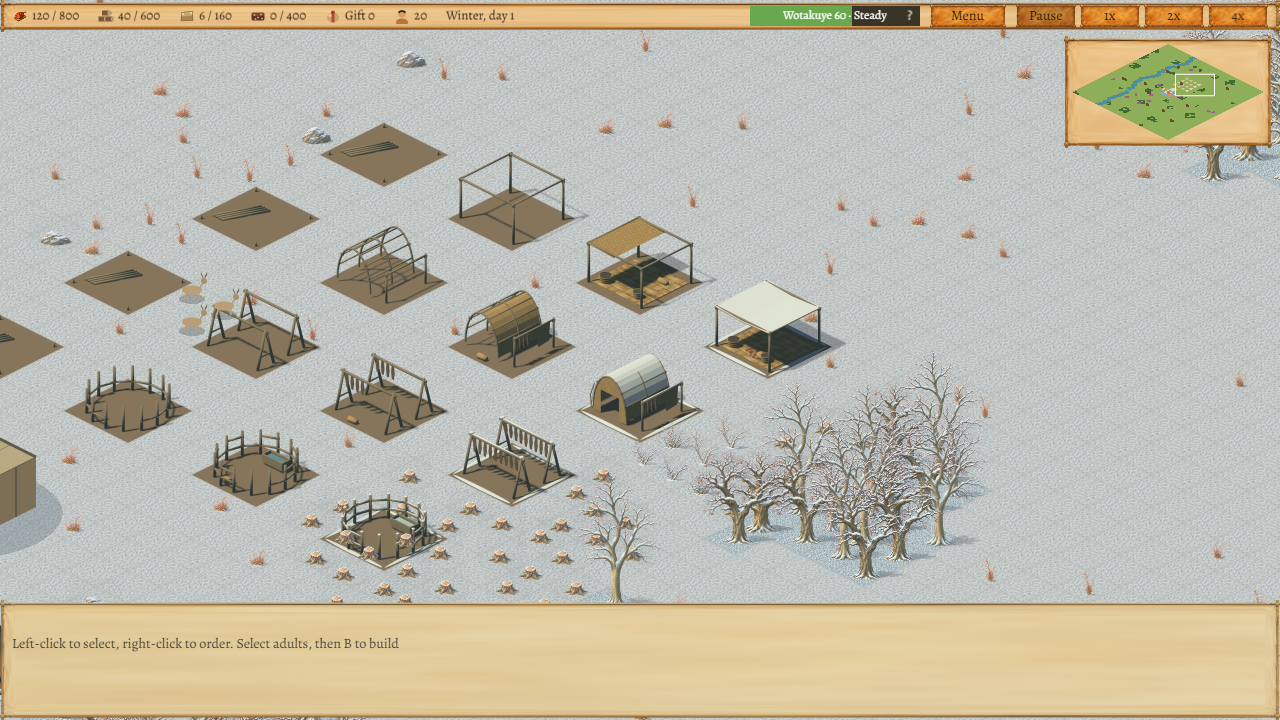 120 / 800 40 / 600 6 / 160 0 / 400 Gift 0 20 Winter, day 1 Wotakuye 60 - Steady ? Menu Pause 1x 2x 4x
Left-click to select, right-click to order. Select adults, then B to build